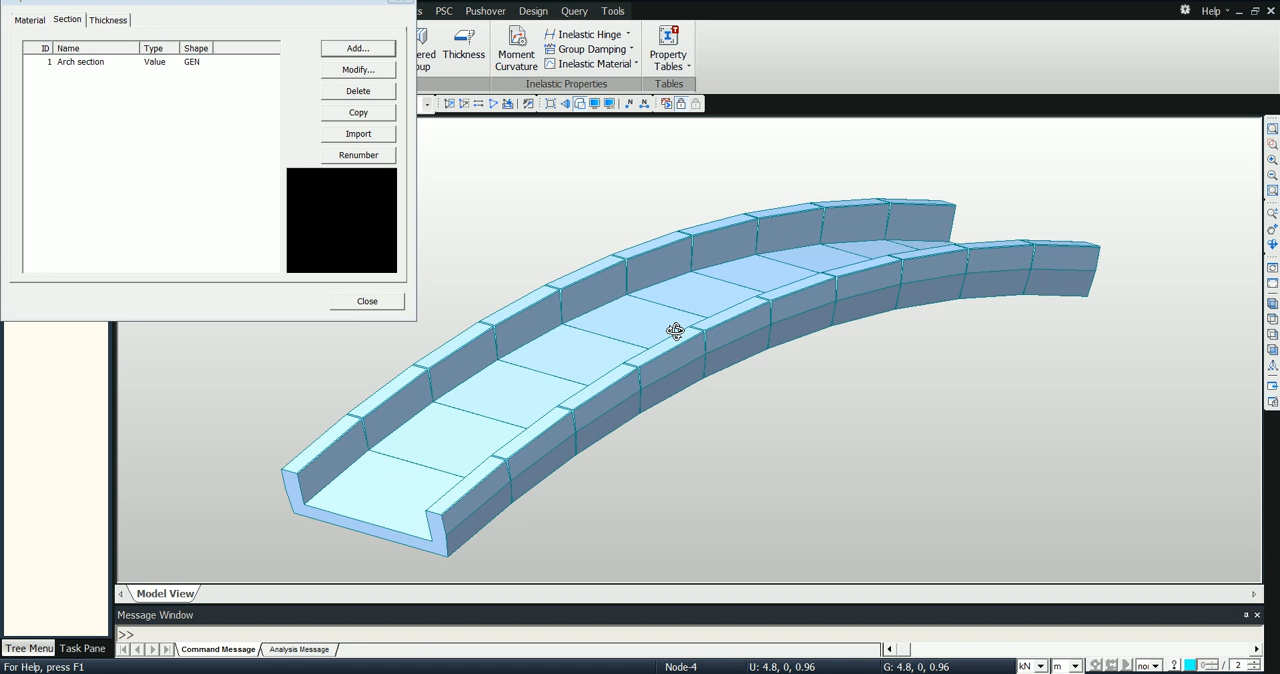 PSC Pushover Design Query Tools Help
Material Section Thickness
ID Name Type Shape
1 Arch section Value GEN
Add...
Modify...
Delete
Copy
Import
Renumber
Close
Thickness
Moment
Curvature
Inelastic Hinge
Group Damping
Inelastic Material
Property
Tables
Inelastic Properties
Tables
Model View
Message Window
>>
Tree Menu Task Pane
Command Message Analysis Message
For Help, press F1
Node-4
U: 4.8, 0, 0.96
G: 4.8, 0, 0.96
kN
m
/ 2